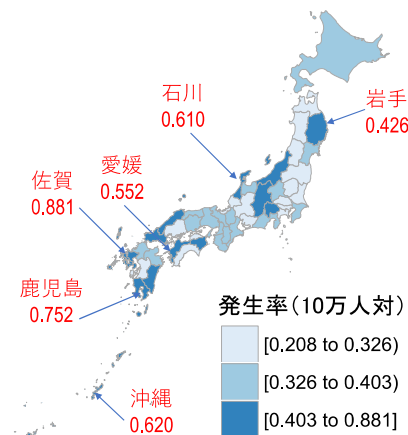 石川
0.610
岩手
0.426
愛媛
0.552
佐賀
0.881
鹿児島
0.752
沖縄
0.620
発生率(10万人対)
[0.208 to 0.326)
[0.326 to 0.403)
[0.403 to 0.881]